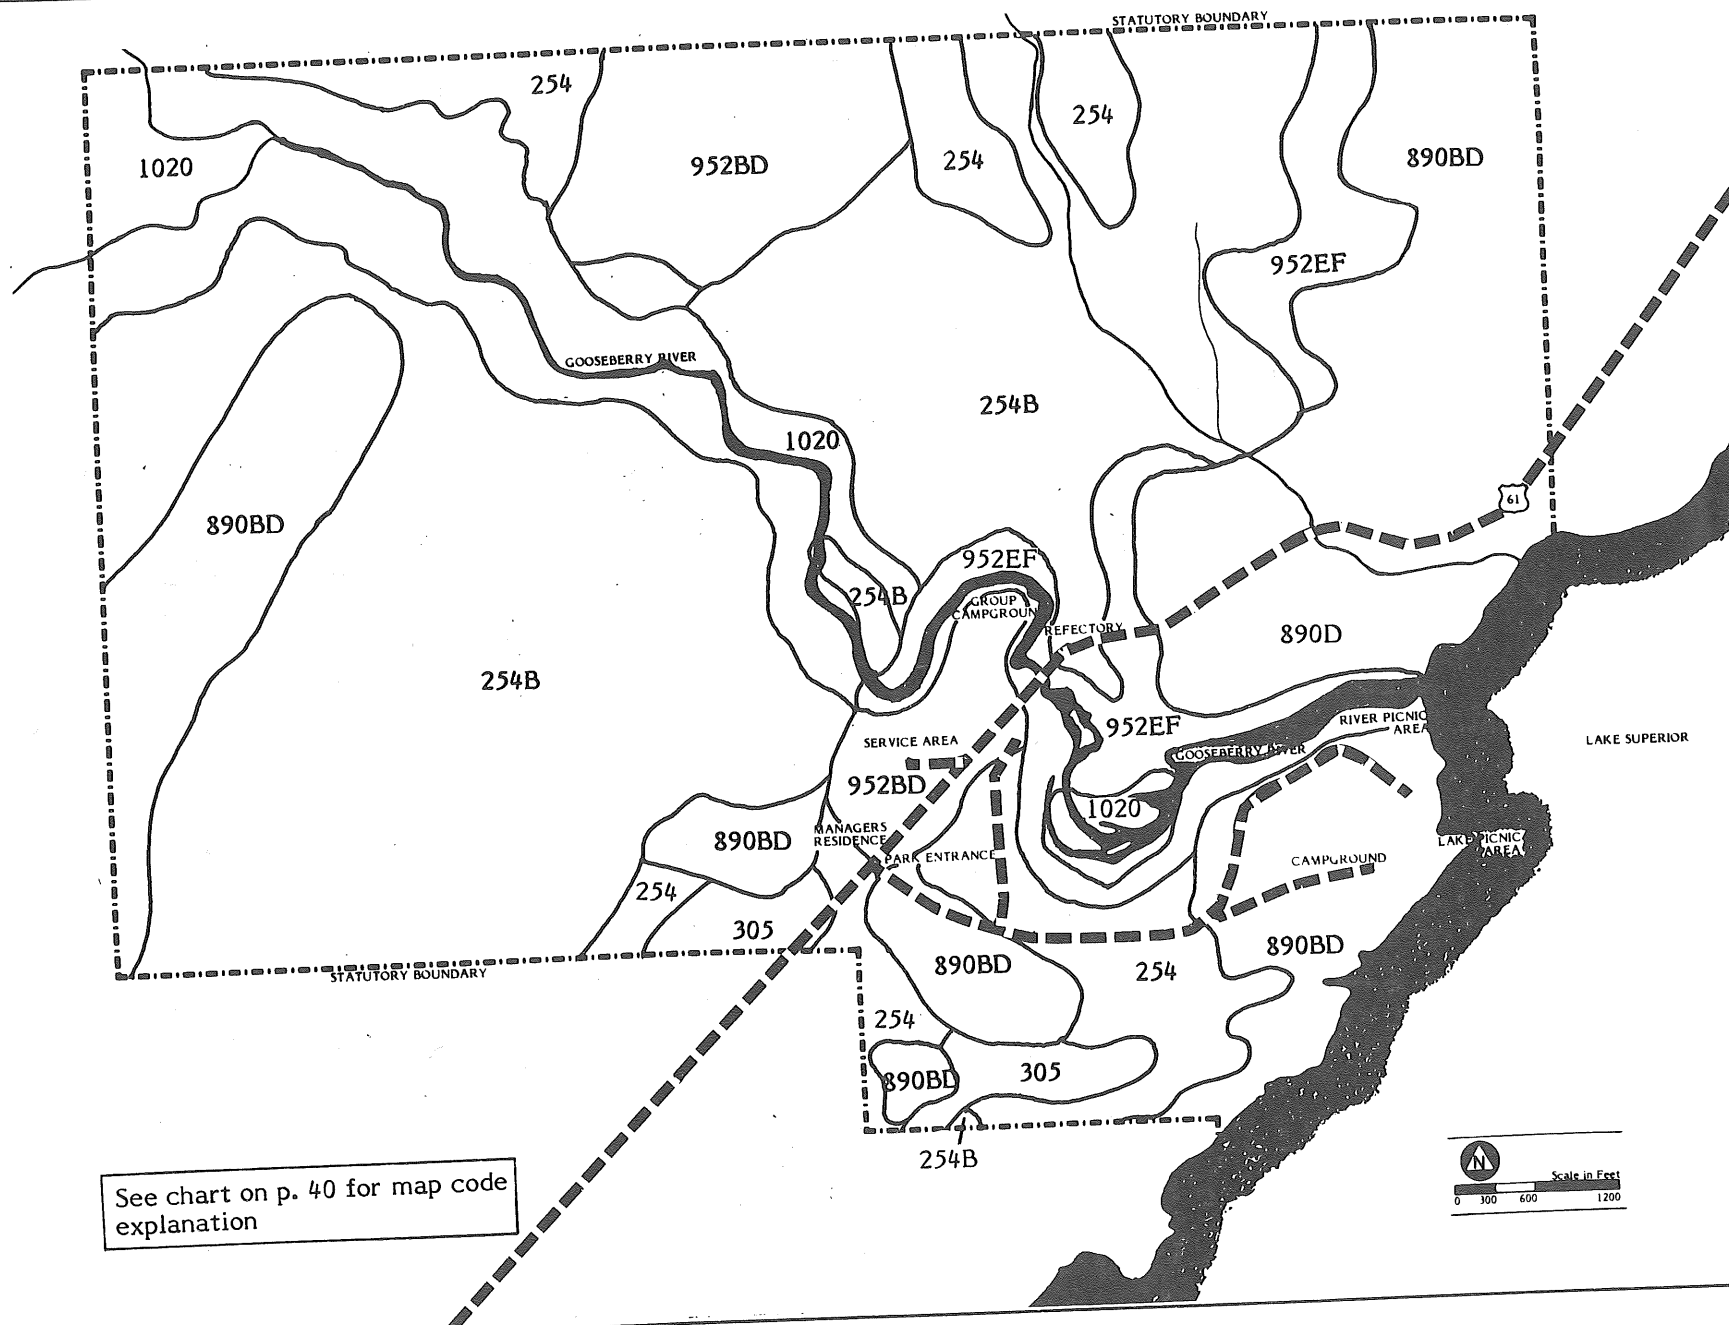 STATUTORY BOUNDARY
254
254
1020
952BD
254
890BD
952EF
GOOSEBERRY RIVER
254B
1020
61
890BD
952EF
254B
GROUP
CAMPGROUN
REFECTORY
890D
254B
952EF
RIVER PICNIC
AREA
SERVICE AREA
GOOSEBERRY RIVER
LAKE SUPERIOR
952BD
1020
890BD
MANAGERS
RESIDENCE
LAKE PICNIC
AREA
PARK ENTRANCE
CAMPGROUND
254
305
890BD
890BD
254
STATUTORY BOUNDARY
254
890BD
305
254B
See chart on p. 40 for map code
explanation
N
Scale in Feet
0 300 600 1200